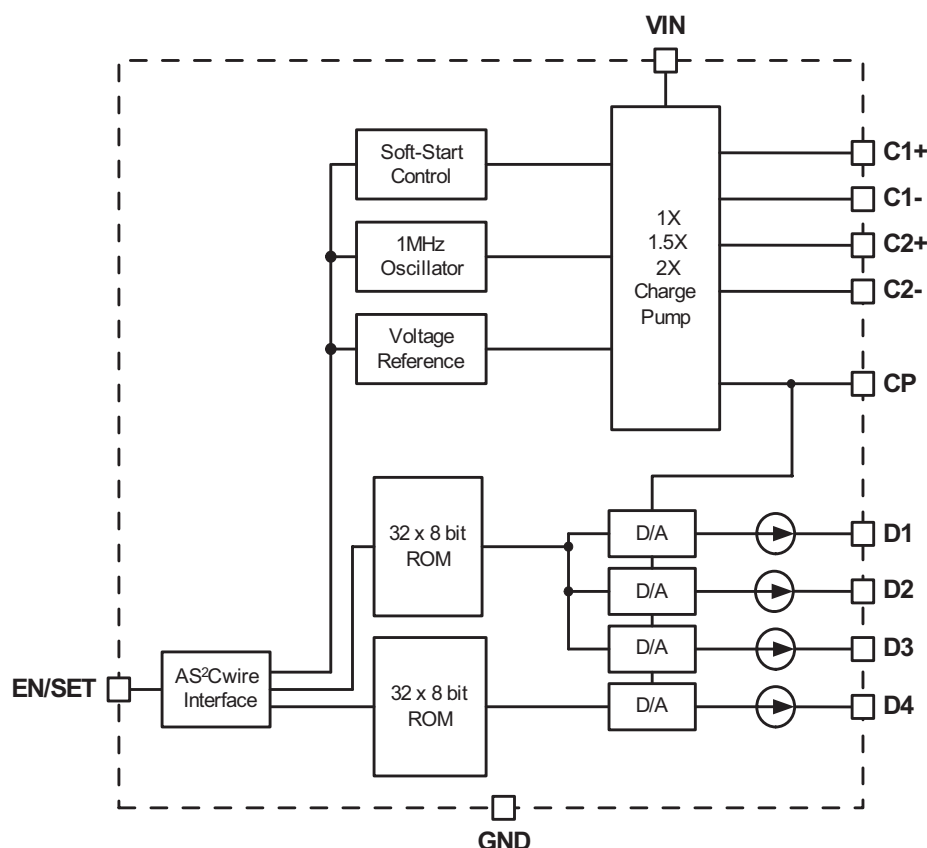 VIN
Soft-Start
Control
1MHz
Oscillator
Voltage
Reference
1X
1.5X
2X
Charge
Pump
C1+
C1-
C2+
C2-
CP
32 x 8 bit
ROM
D/A
D1
D/A
D2
D/A
D3
D/A
D4
EN/SET
AS²Cwire
Interface
32 x 8 bit
ROM
GND